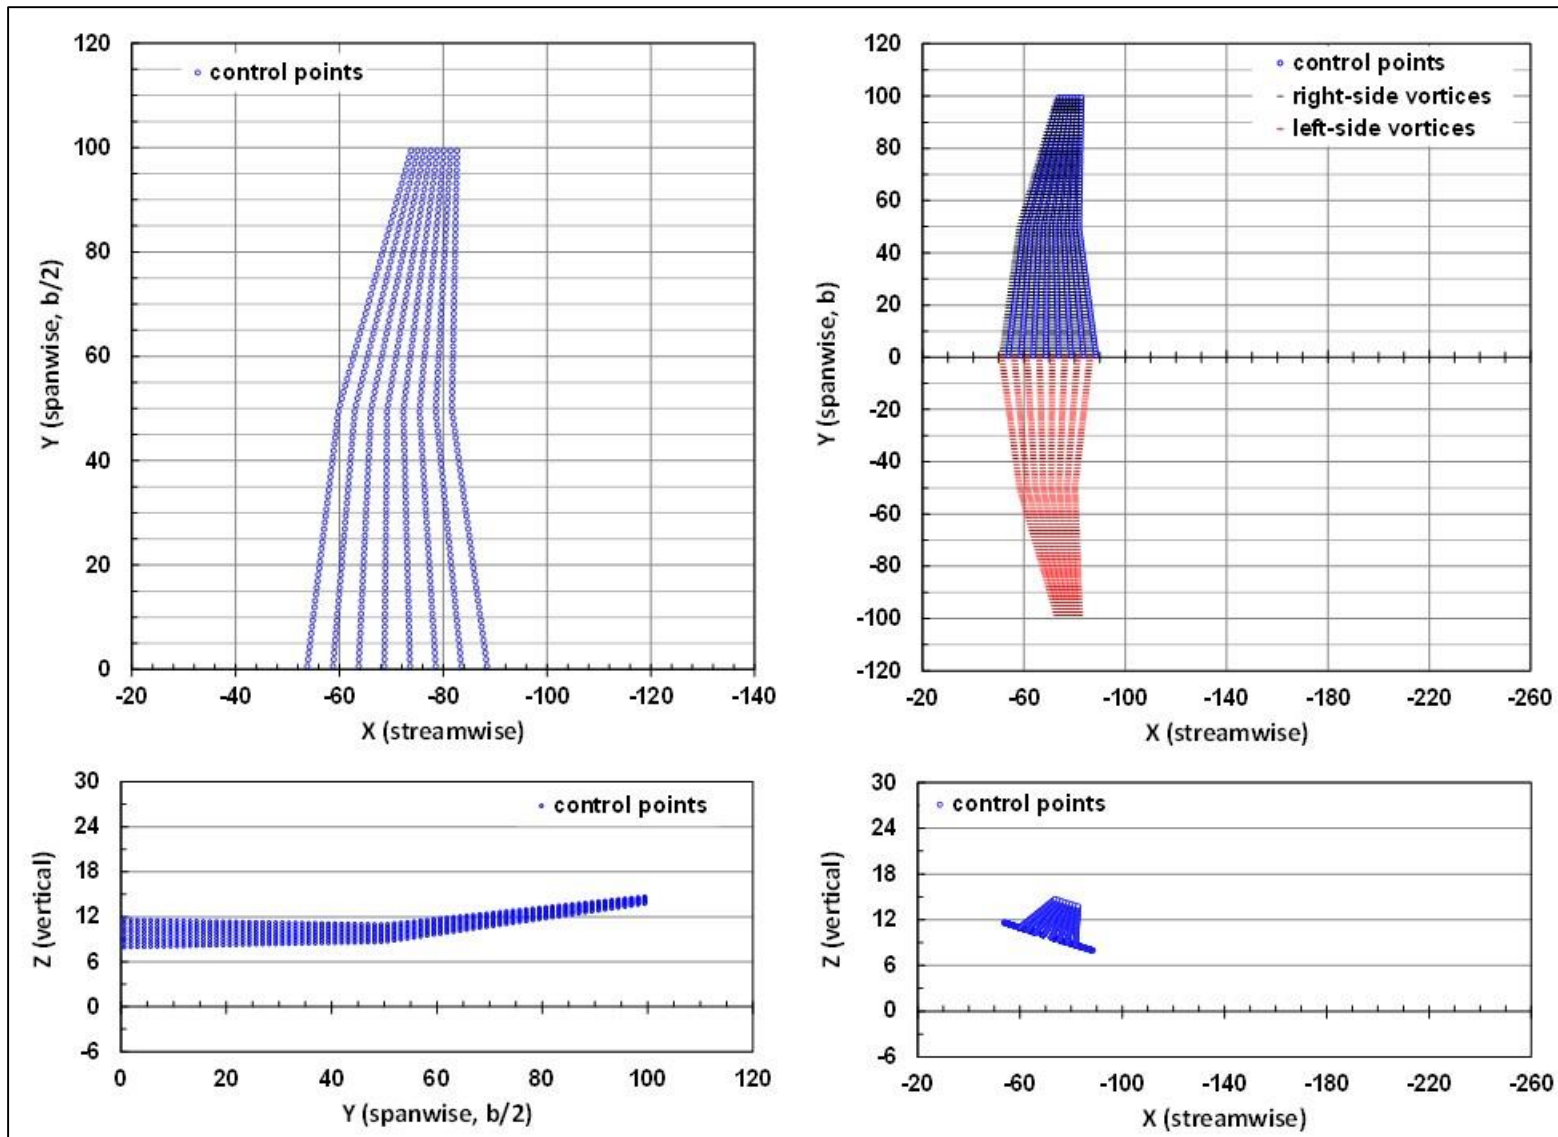 120
100
80
60
40
20
0
-20 -40 -60 -80 -100 -120 -140
Y (spanwise, b/2)
X (streamwise)
control points
120
100
80
60
40
20
0
-20
-40
-60
-80
-100
-120
-20 -60 -100 -140 -180 -220 -260
Y (spanwise, b)
X (streamwise)
control points
right-side vortices
left-side vortices
30
24
18
12
6
0
-6
0 20 40 60 80 100 120
Z (vertical)
Y (spanwise, b/2)
control points
30
24
18
12
6
0
-6
-20 -60 -100 -140 -180 -220 -260
Z (vertical)
X (streamwise)
control points